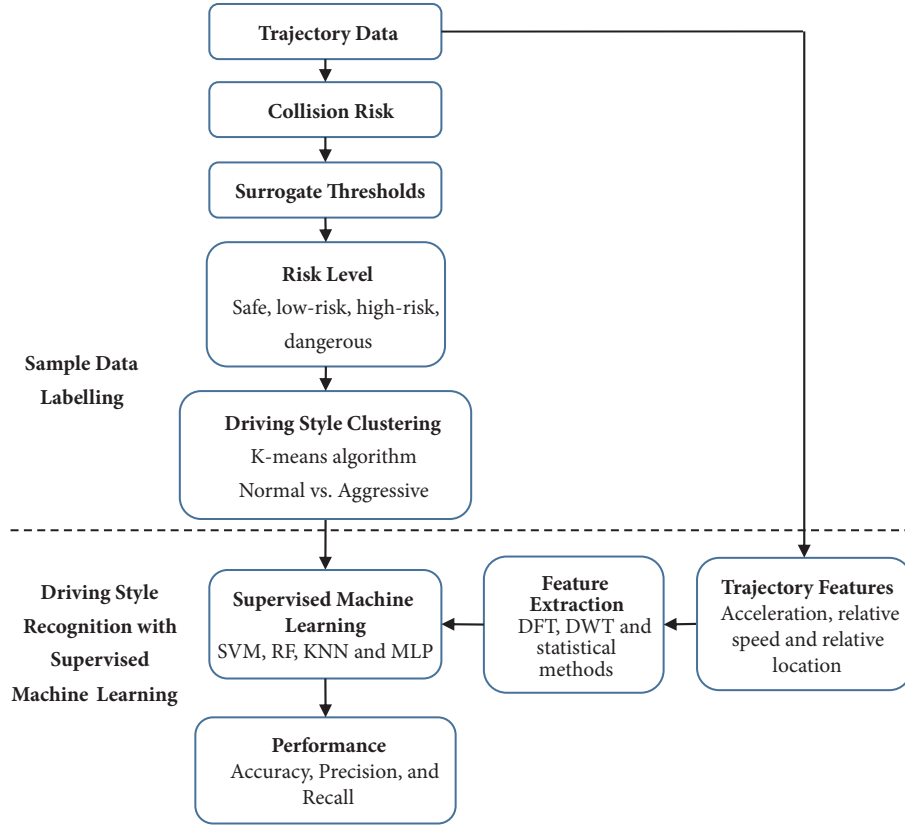 Trajectory Data
Collision Risk
Surrogate Thresholds
Risk Level
Safe, low-risk, high-risk,
dangerous
Sample Data
Labelling
Driving Style Clustering
K-means algorithm
Normal vs. Aggressive
Driving Style
Recognition with
Supervised
Machine Learning
Supervised Machine
Learning
SVM, RF, KNN and MLP
Feature
Extraction
DFT, DWT and
statistical
methods
Trajectory Features
Acceleration, relative
speed and relative
location
Performance
Accuracy, Precision, and
Recall